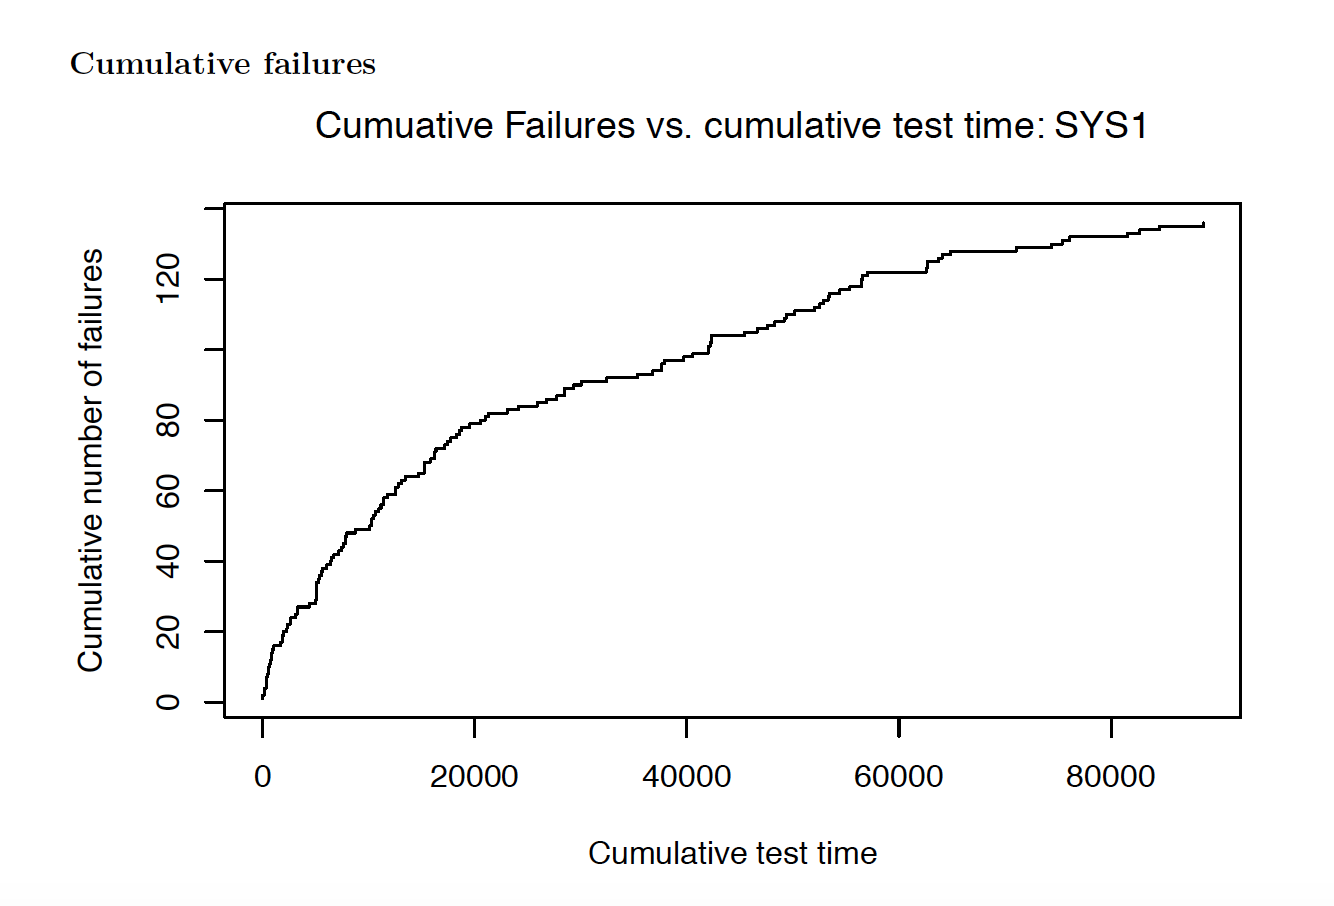 Cumulative failures
Cumuative Failures vs. cumulative test time: SYS1
Cumulative number of failures
120
80
60
40
20
0
0 20000 40000 60000 80000
Cumulative test time